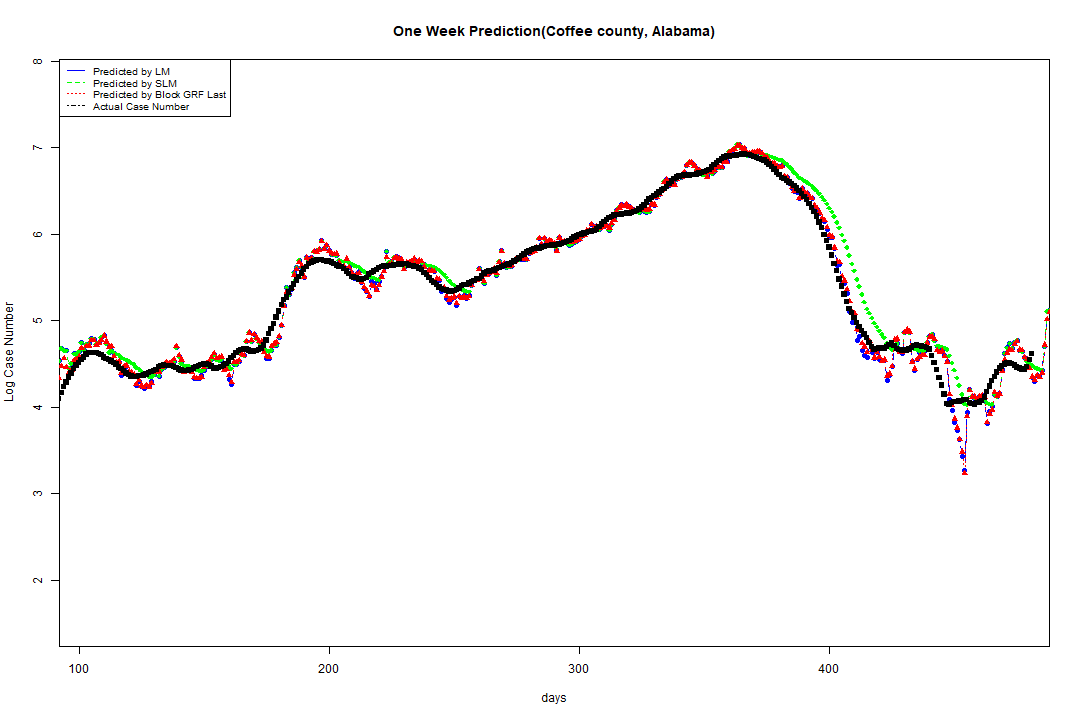 One Week Prediction(Coffee county, Alabama)
Predicted by LM
Predicted by SLM
Predicted by Block GRF Last
Actual Case Number
8
7
6
5
4
3
2
Log Case Number
100 200 300 400
days